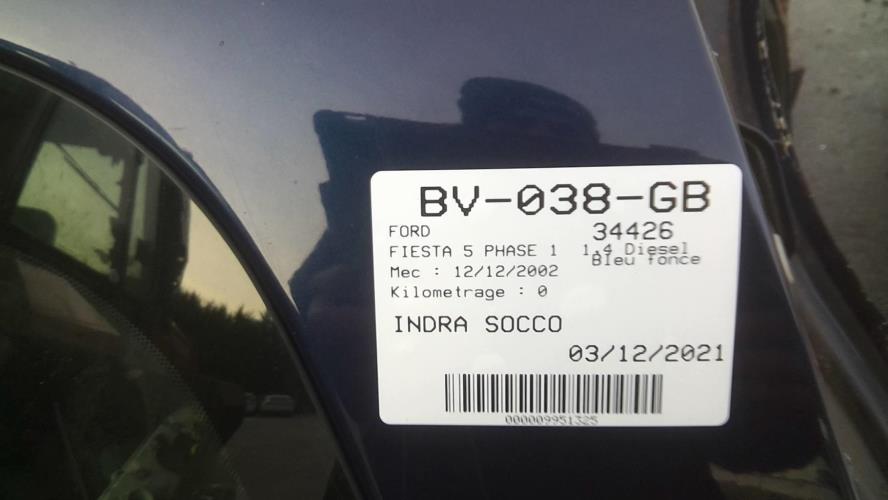 BV-038-GB
FORD 34426
FIESTA 5 PHASE 1 1.4 Diesel
Bleu fonce
Mec : 12/12/2002
Kilometrage : 0
INDRA SOCCO
03/12/2021
000009951325